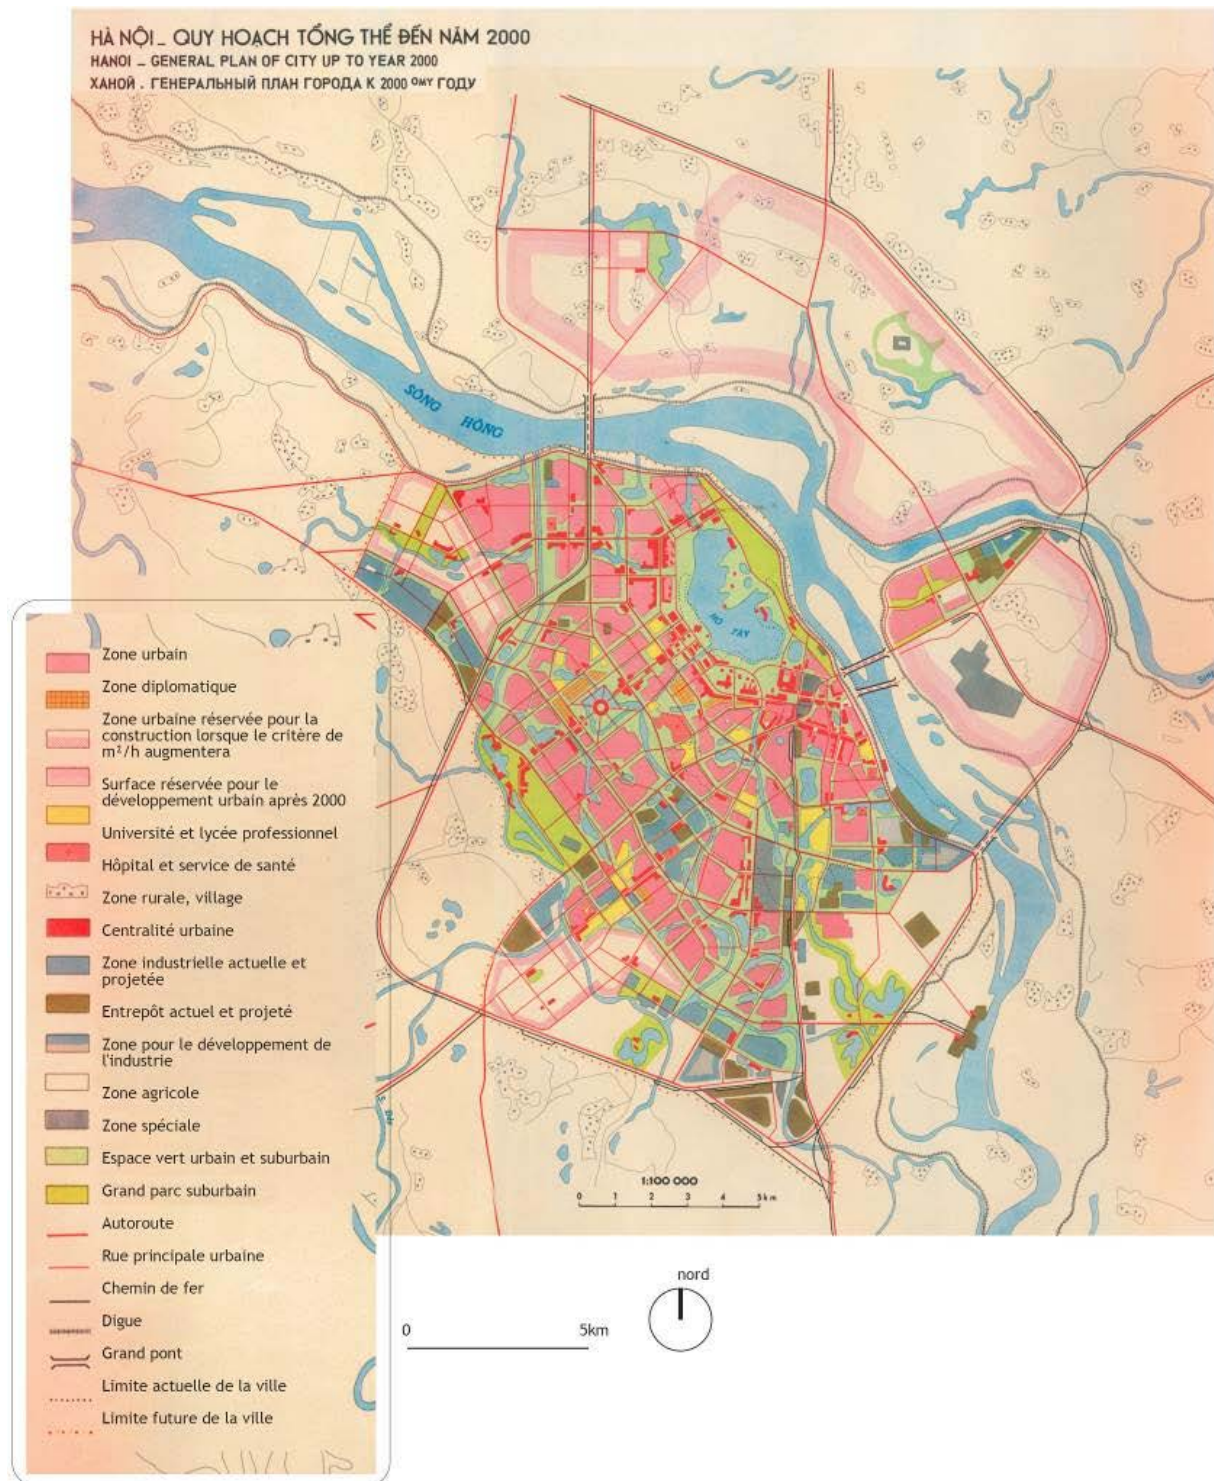 HÀ NỘI _ QUY HOẠCH TỔNG THỂ ĐẾN NĂM 2000
HANOI _ GENERAL PLAN OF CITY UP TO YEAR 2000
ХАНОЙ . ГЕНЕРАЛЬНЫЙ ПЛАН ГОРОДА К 2000 ОМУ ГОДУ
SÔNG HỒNG
HỒ TÂY
S. Đáy
Zone urbain
Zone diplomatique
Zone urbaine réservée pour la
construction lorsque le critère de
m²/h augmentera
Surface réservée pour le
développement urbain après 2000
Université et lycée professionnel
Hôpital et service de santé
Zone rurale, village
Centralité urbaine
Zone industrielle actuelle et
projetée
Entrepôt actuel et projeté
Zone pour le développement de
l'industrie
Zone agricole
Zone spéciale
Espace vert urbain et suburbain
Grand parc suburbain
Autoroute
Rue principale urbaine
Chemin de fer
Digue
Grand pont
Limite actuelle de la ville
Limite future de la ville
1:100 000
0 1 2 3 4 5 km
nord
0 5km